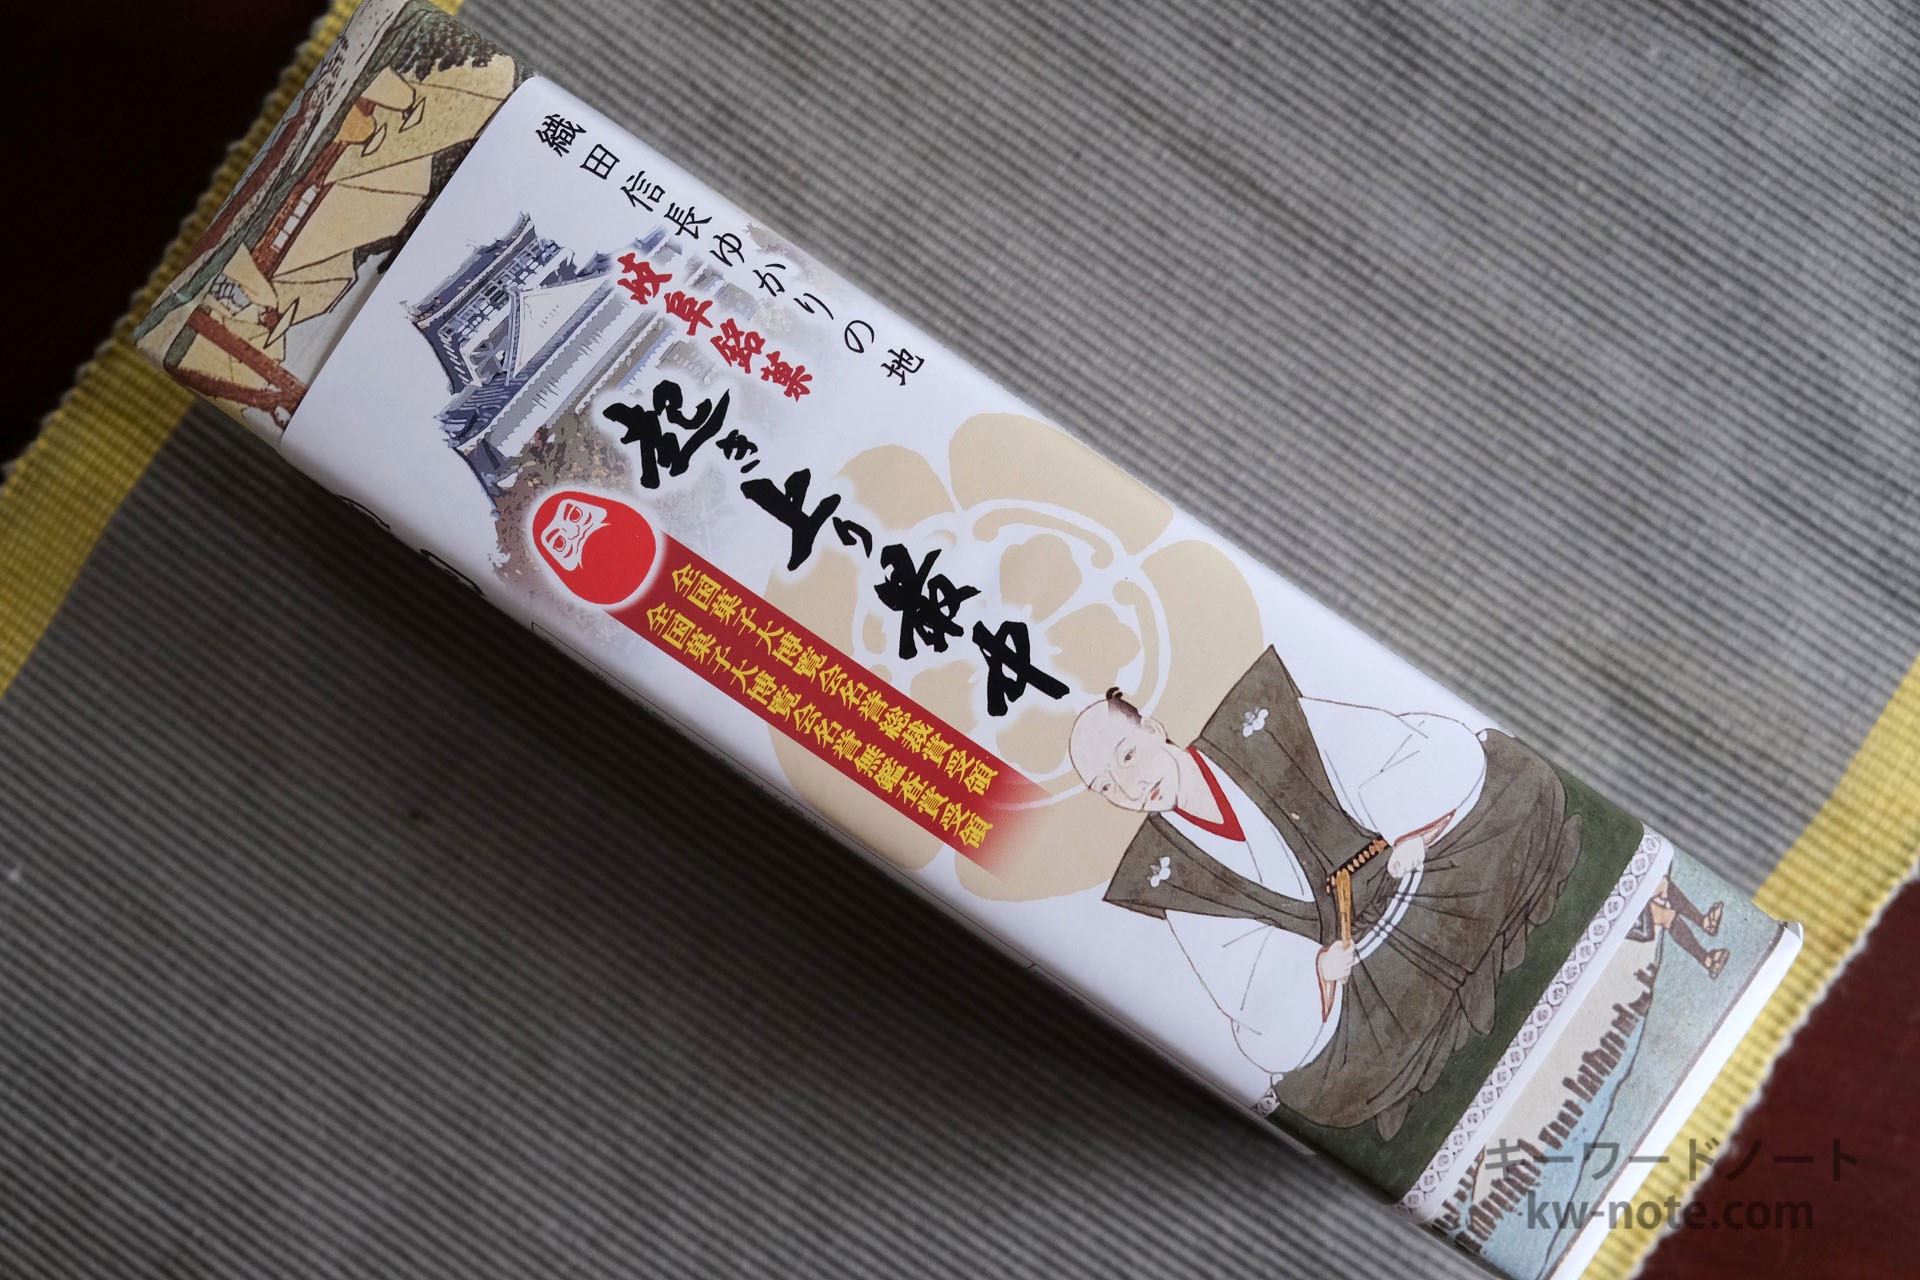 織田信長ゆかりの地
岐阜銘菓
起き上り最中
全国菓子大博覧会名誉総裁賞受領
全国菓子大博覧会名誉無鑑査賞受領
キーワードノート
kw-note.com